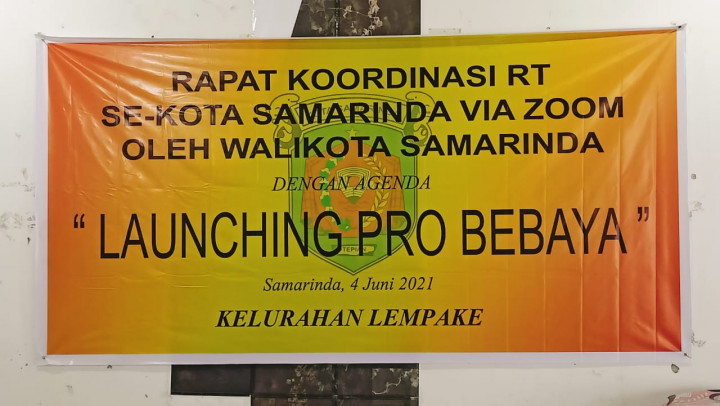 RAPAT KOORDINASI RT
SE-KOTA SAMARINDA VIA ZOOM
OLEH WALIKOTA SAMARINDA
DENGAN AGENDA
“ LAUNCHING PRO BEBAYA ”
Samarinda, 4 Juni 2021
KELURAHAN LEMPAKE